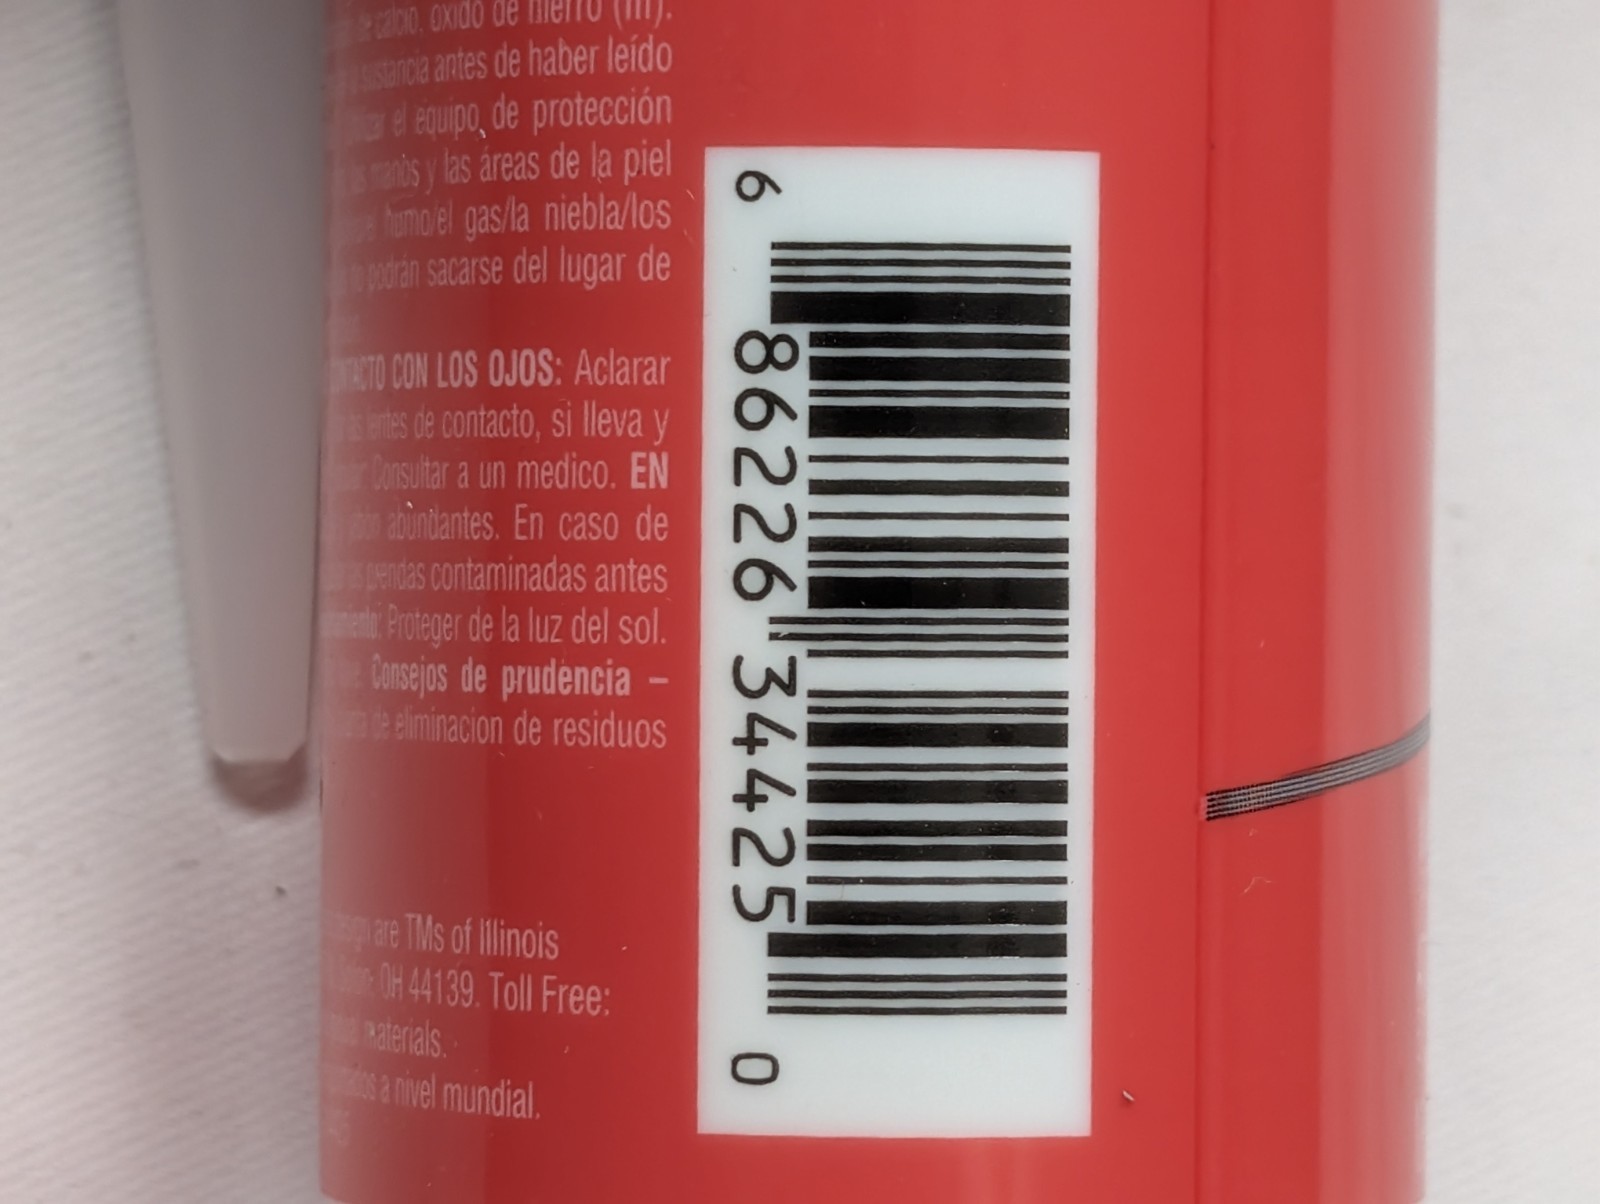 de calcio. óxido de hierro (III).
sustancia antes de haber leído
el equipo de protección
manos y las áreas de la piel
humo/el gas/la niebla/los
podrán sacarse del lugar de
CONTACTO CON LOS OJOS: Aclarar
lentes de contacto, si lleva y
Consultar a un medico. EN
abundantes. En caso de
prendas contaminadas antes
Proteger de la luz del sol.
Consejos de prudencia –
de eliminacion de residuos
are TMs of Illinois
OH 44139. Toll Free:
materials.
a nivel mundial.
6 86226 34425 0